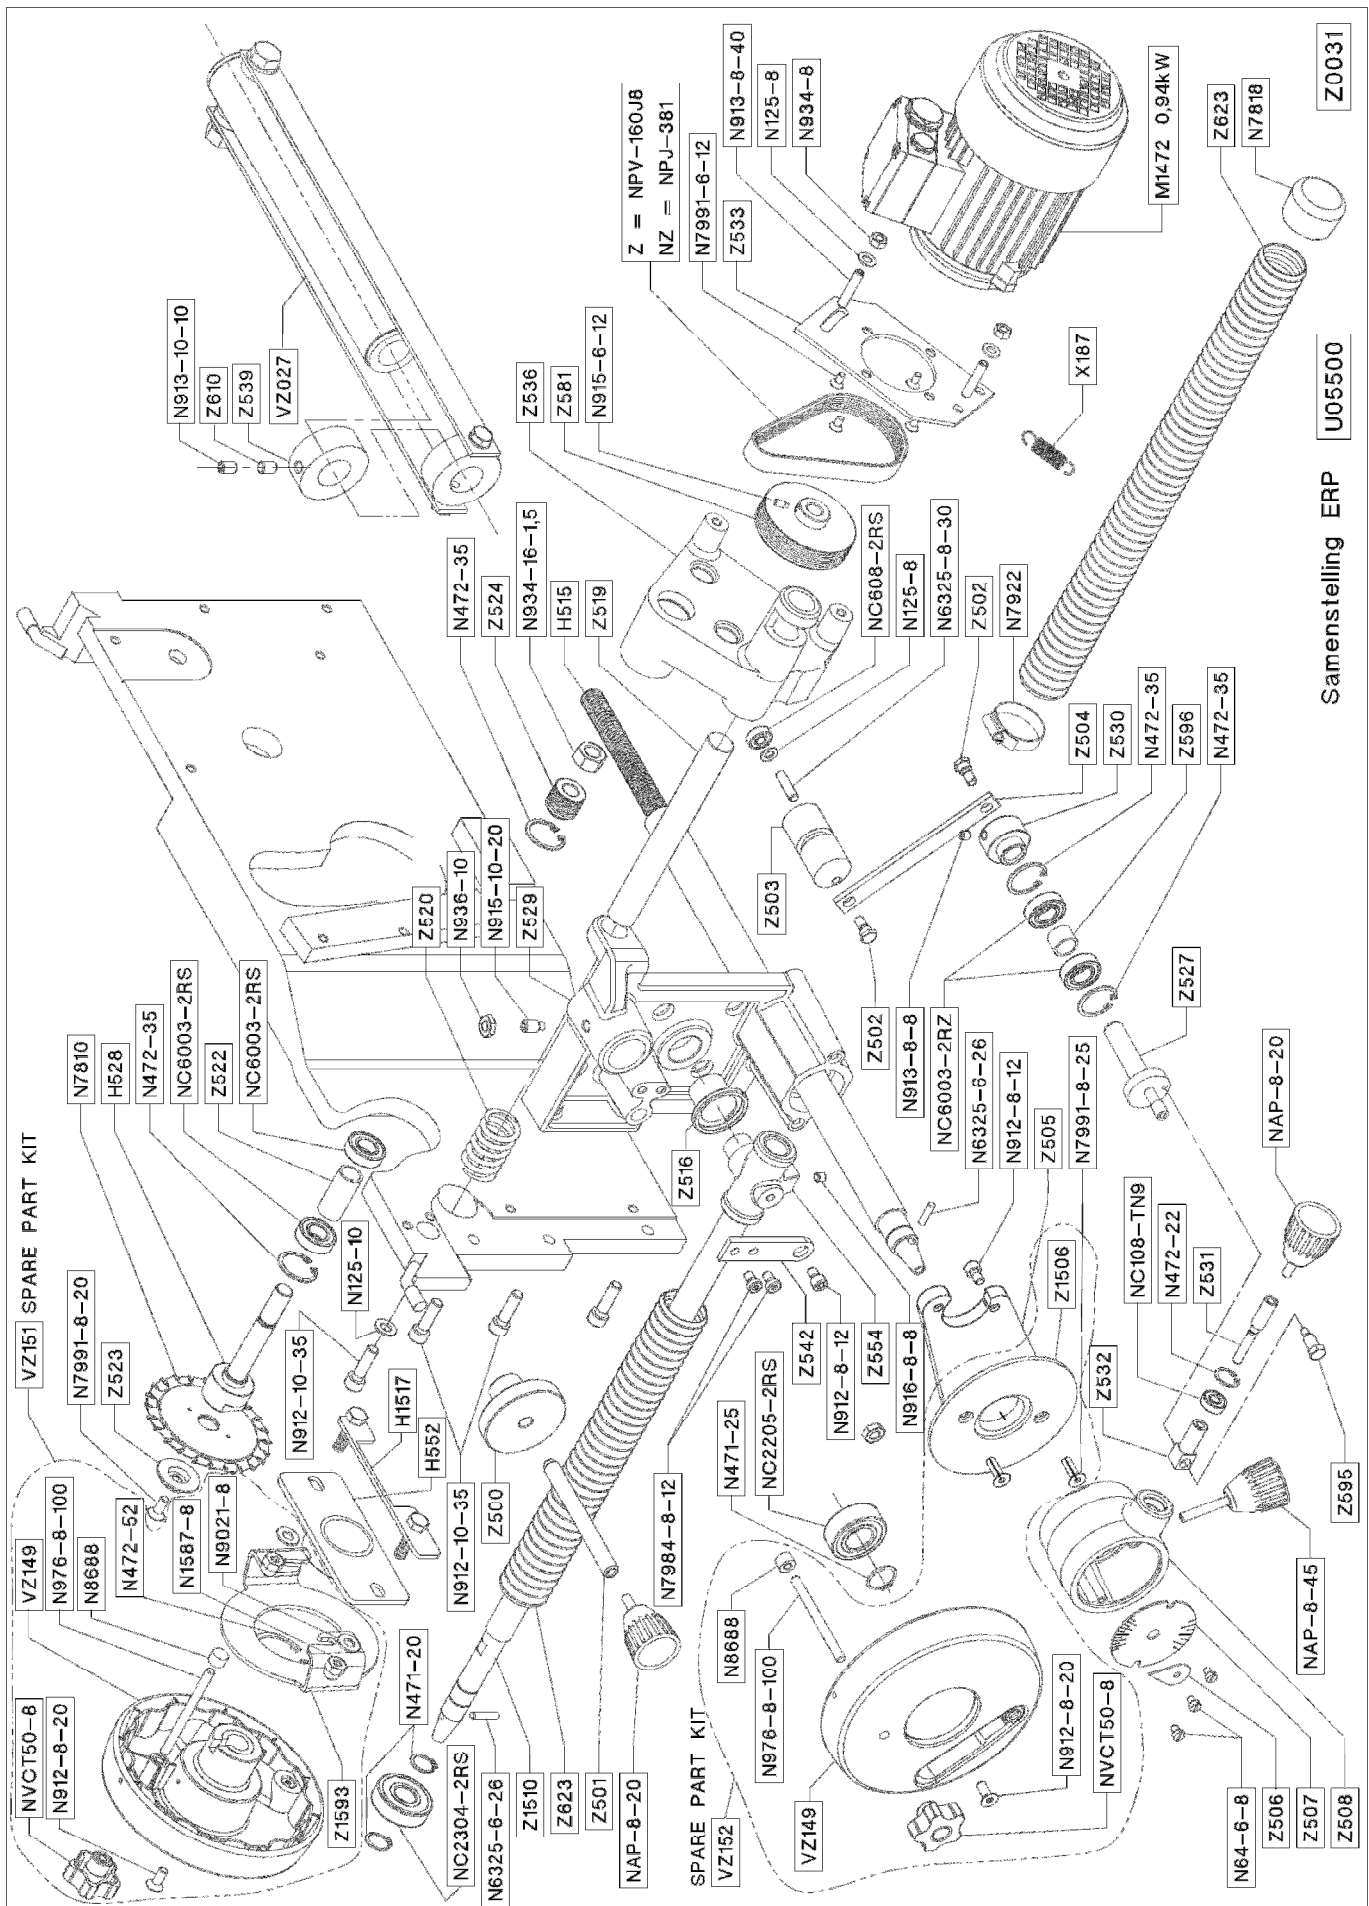 VZ151 SPARE PART KIT
NVCT50-8
N912-8-20
VZ149
N976-8-100
N8688
N472-52
N1587-8
N9021-8
N7991-8-20
Z523
N7810
H528
N472-35
NC6003-2RS
Z522
NC6003-2RS
N912-10-35
N125-10
H1517
H552
N912-10-35
Z500
Z1593
N471-20
NC2304-2RS
N6325-6-26
Z1510
Z623
Z501
NAP-8-20
N913-10-10
Z610
Z539
VZ027
Z520
N936-10
N915-10-20
Z529
N472-35
Z524
N934-16-1,5
H515
Z519
Z536
Z581
N915-6-12
Z = NPV-160J8
NZ = NPJ-381
N7991-6-12
Z533
N913-8-40
N125-8
N934-8
M1472 0,94kW
X187
NC608-2RS
N125-8
N6325-8-30
Z502
N7922
Z623
N7818
Z503
Z504
Z530
N472-35
Z596
N472-35
Z502
N913-8-8
NC6003-2RZ
Z527
N6325-6-26
N912-8-12
Z505
N7991-8-25
Z516
Z542
N912-8-12
Z554
N916-8-8
N7984-8-12
N471-25
NC2205-2RS
Z1506
NAP-8-20
NC108-TN9
N472-22
Z531
Z532
Z595
NAP-8-45
SPARE PART KIT
VZ152
N8688
N976-8-100
VZ149
N912-8-20
NVCT50-8
N64-6-8
Z506
Z507
Z508
Samenstelling ERP
U05500
Z0031